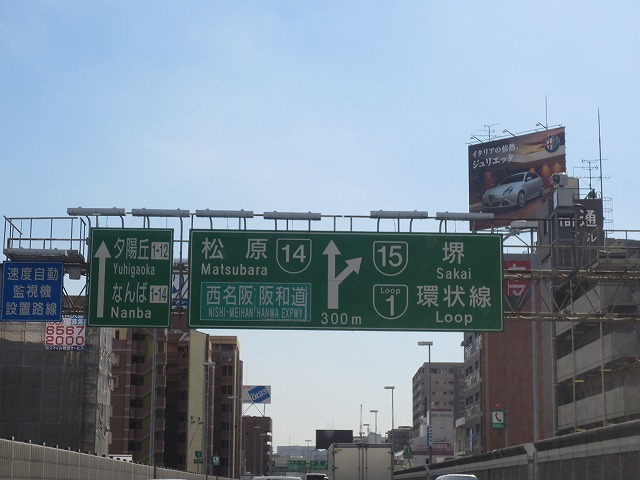 イタリアの情熱。
ジュリエッタ
速度自動
監視機
設置路線
夕陽丘 1-12
Yuhigaoka
なんば 1-14
Nanba
松原 14
Matsubara
西名阪 阪和道
NISHI-MEIHAN HANWA EXPWY
300m
15 堺
Sakai
Loop 1 環状線
Loop
6567
2000